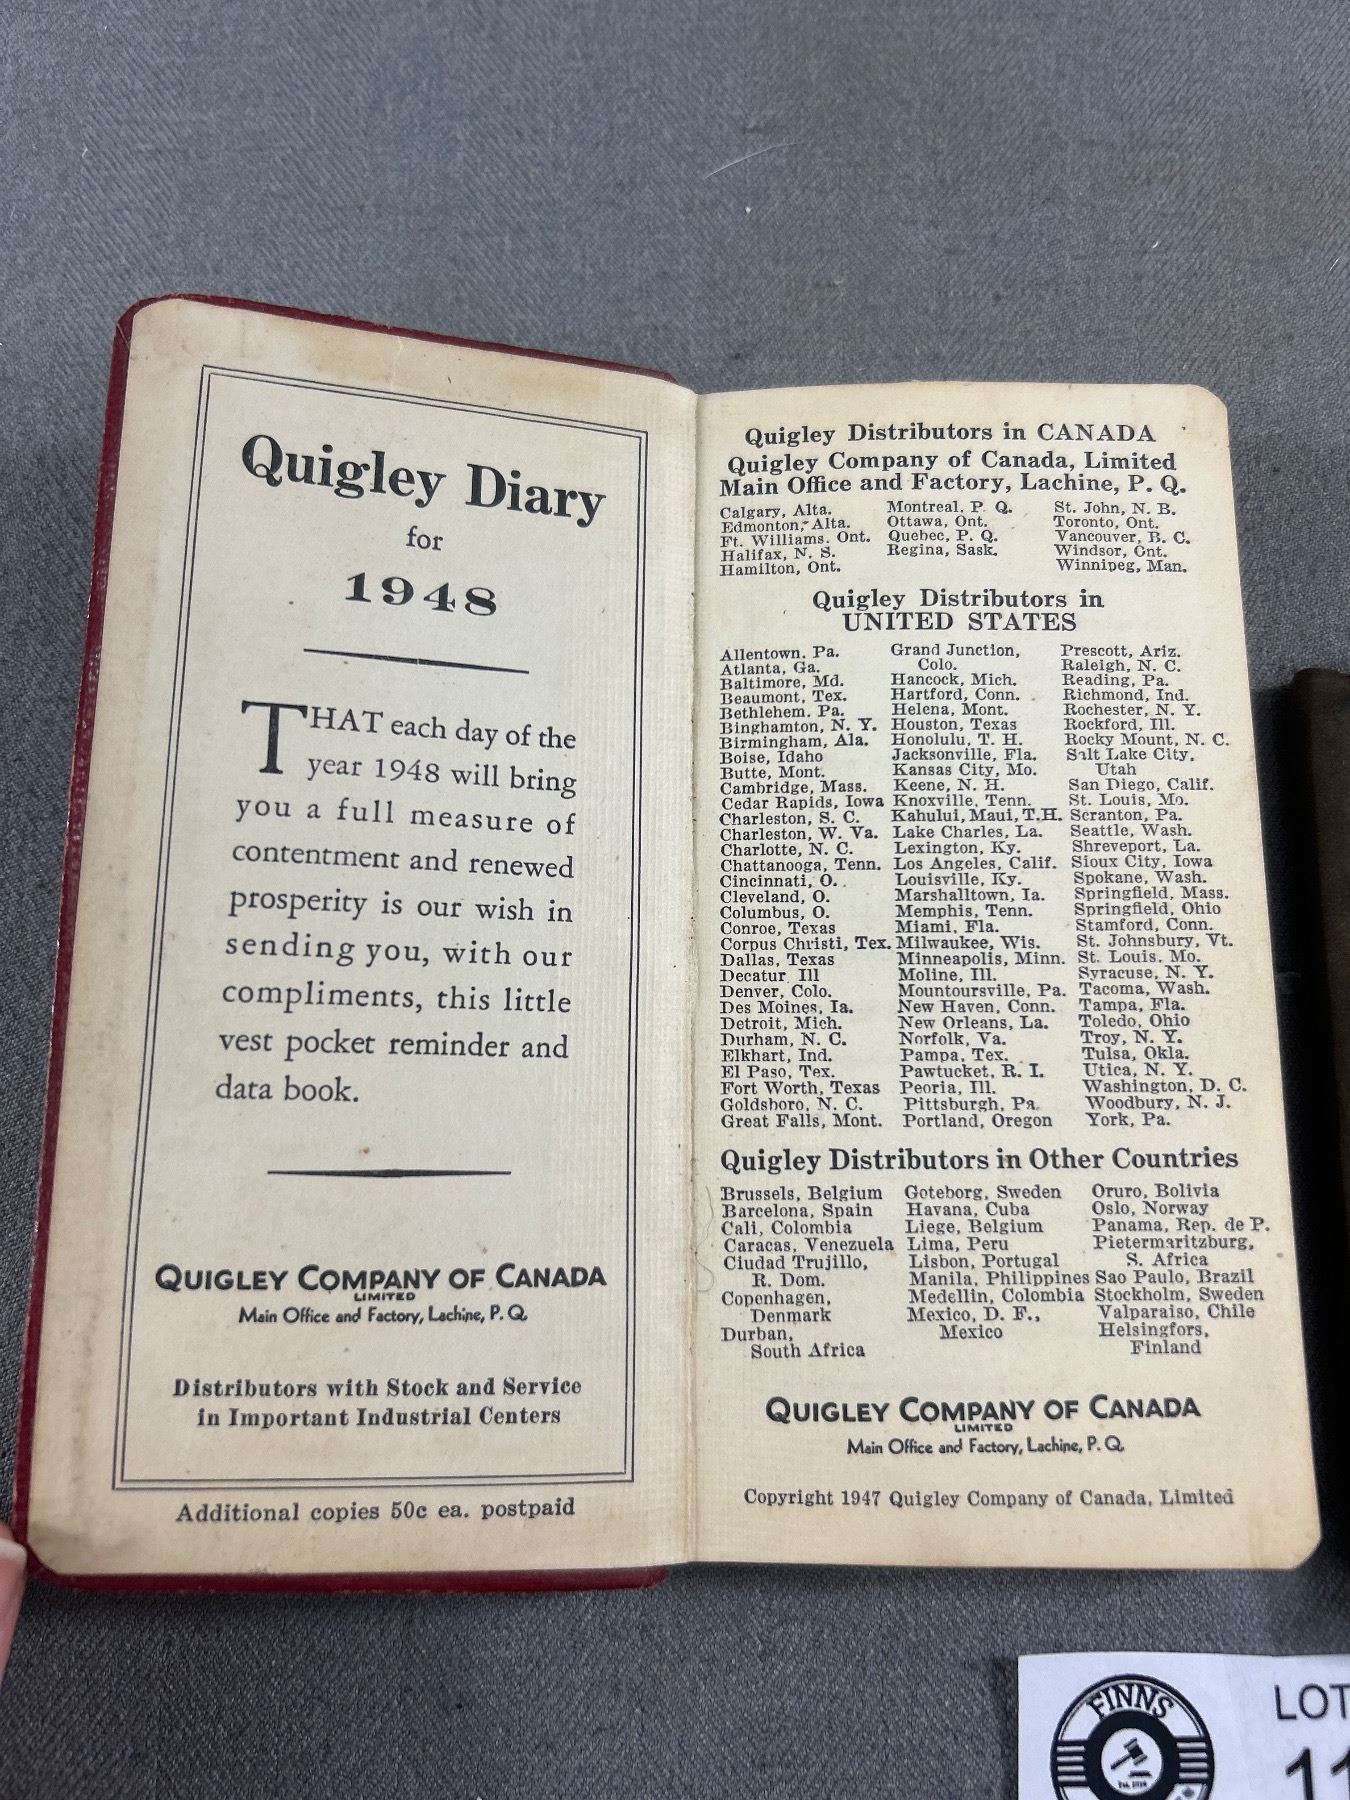 Quigley Diary
for
1948
THAT each day of the
year 1948 will bring
you a full measure of
contentment and renewed
prosperity is our wish in
sending you, with our
compliments, this little
vest pocket reminder and
data book.
QUIGLEY COMPANY OF CANADA
LIMITED
Main Office and Factory, Lachine, P. Q.
Distributors with Stock and Service
in Important Industrial Centers
Additional copies 50c ea. postpaid
Quigley Distributors in CANADA
Quigley Company of Canada, Limited
Main Office and Factory, Lachine, P. Q.
Calgary, Alta.
Edmonton, Alta.
Ft. Williams. Ont.
Halifax, N. S.
Hamilton, Ont.
Montreal, P. Q.
Ottawa, Ont.
Quebec, P. Q.
Regina, Sask.
St. John, N. B.
Toronto, Ont.
Vancouver, B. C.
Windsor, Ont.
Winnipeg, Man.
Quigley Distributors in
UNITED STATES
Allentown. Pa.
Atlanta, Ga.
Baltimore, Md.
Beaumont, Tex.
Bethlehem. Pa.
Binghamton, N. Y.
Birmingham, Ala.
Boise, Idaho
Butte, Mont.
Cambridge, Mass.
Cedar Rapids, Iowa
Charleston, S. C.
Charleston, W. Va.
Charlotte, N. C.
Chattanooga, Tenn.
Cincinnati, O.
Cleveland, O.
Columbus, O.
Conroe, Texas
Corpus Christi, Tex.
Dallas, Texas
Decatur Ill
Denver, Colo.
Des Moines, Ia.
Detroit, Mich.
Durham, N. C.
Elkhart, Ind.
El Paso, Tex.
Fort Worth, Texas
Goldsboro, N. C.
Great Falls, Mont.
Grand Junction,
Colo.
Hancock, Mich.
Hartford, Conn.
Helena, Mont.
Houston, Texas
Honolulu, T. H.
Jacksonville, Fla.
Kansas City, Mo.
Keene, N. H.
Knoxville, Tenn.
Kahului, Maui, T.H.
Lake Charles, La.
Lexington, Ky.
Los Angeles, Calif.
Louisville, Ky.
Marshalltown, Ia.
Memphis, Tenn.
Miami, Fla.
Milwaukee, Wis.
Minneapolis, Minn.
Moline, Ill.
Mountoursville, Pa.
New Haven, Conn.
New Orleans, La.
Norfolk, Va.
Pampa, Tex.
Pawtucket, R. I.
Peoria, Ill.
Pittsburgh, Pa.
Portland, Oregon
Prescott, Ariz.
Raleigh, N. C.
Reading, Pa.
Richmond, Ind.
Rochester, N. Y.
Rockford, Ill.
Rocky Mount, N. C.
Salt Lake City,
Utah
San Diego, Calif.
St. Louis, Mo.
Scranton, Pa.
Seattle, Wash.
Shreveport, La.
Sioux City, Iowa
Spokane, Wash.
Springfield, Mass.
Springfield, Ohio
Stamford, Conn.
St. Johnsbury, Vt.
St. Louis. Mo.
Syracuse, N. Y.
Tacoma, Wash.
Tampa, Fla.
Toledo, Ohio
Troy, N. Y.
Tulsa, Okla.
Utica, N. Y.
Washington, D. C.
Woodbury, N. J.
York, Pa.
Quigley Distributors in Other Countries
Brussels, Belgium
Barcelona, Spain
Cali, Colombia
Caracas, Venezuela
Ciudad Trujillo,
R. Dom.
Copenhagen,
Denmark
Durban,
South Africa
Goteborg, Sweden
Havana, Cuba
Liege, Belgium
Lima, Peru
Lisbon, Portugal
Manila, Philippines
Medellin, Colombia
Mexico, D. F.,
Mexico
Oruro, Bolivia
Oslo, Norway
Panama, Rep. de P.
Pietermaritzburg,
S. Africa
Sao Paulo, Brazil
Stockholm, Sweden
Valparaiso, Chile
Helsingfors,
Finland
QUIGLEY COMPANY OF CANADA
LIMITED
Main Office and Factory, Lachine, P. Q.
Copyright 1947 Quigley Company of Canada, Limited
FINNS
LOT
11